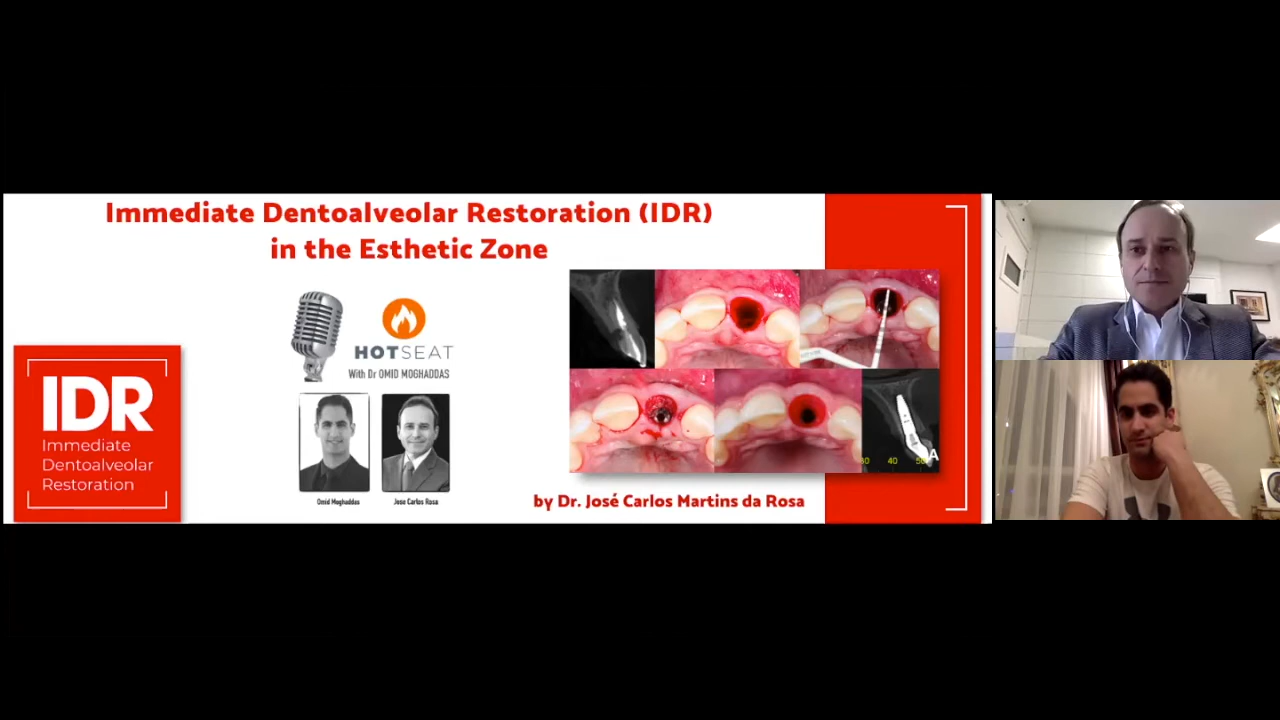 Immediate Dentoalveolar Restoration (IDR)
in the Esthetic Zone
HOTSEAT
With Dr OMID MOGHADDAS
IDR
Immediate
Dentoalveolar
Restoration
Omid Moghaddas
Jose Carlos Rosa
40
A
by Dr. José Carlos Martins da Rosa